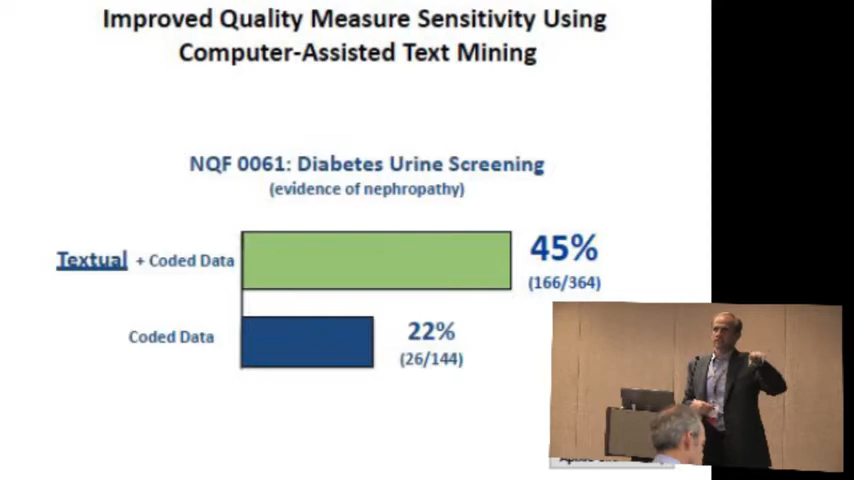 Improved Quality Measure Sensitivity Using
Computer-Assisted Text Mining
NQF 0061: Diabetes Urine Screening
(evidence of nephropathy)
Textual + Coded Data
45%
(166/364)
Coded Data
22%
(26/144)